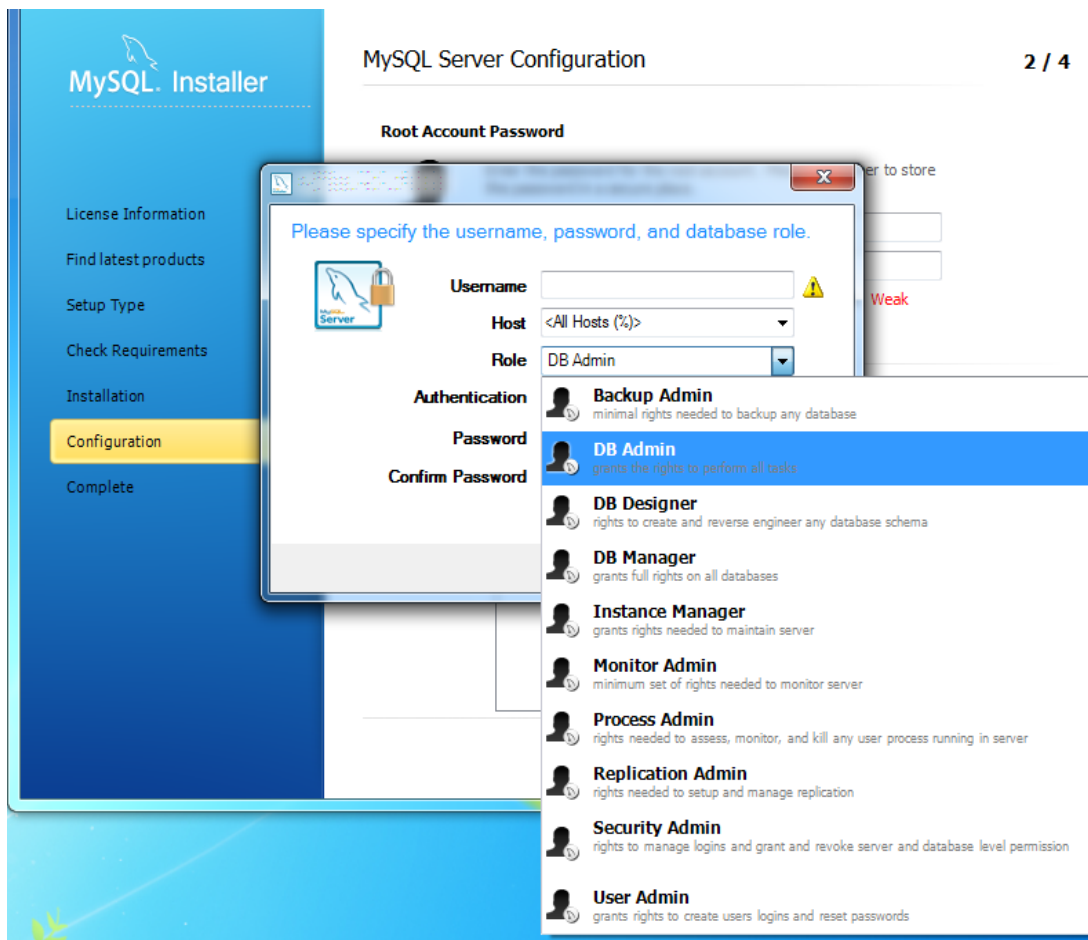 MySQL Installer
MySQL Server Configuration
2 / 4
Root Account Password
er to store
Weak
License Information
Find latest products
Setup Type
Check Requirements
Installation
Configuration
Complete
Please specify the username, password, and database role.
MySQL
Server
Username
Host <All Hosts (%)>
Role DB Admin
Authentication
Password
Confirm Password
Backup Admin
minimal rights needed to backup any database
DB Admin
grants the rights to perform all tasks
DB Designer
rights to create and reverse engineer any database schema
DB Manager
grants full rights on all databases
Instance Manager
grants rights needed to maintain server
Monitor Admin
minimum set of rights needed to monitor server
Process Admin
rights needed to assess, monitor, and kill any user process running in server
Replication Admin
rights needed to setup and manage replication
Security Admin
rights to manage logins and grant and revoke server and database level permission
User Admin
grants rights to create users logins and reset passwords